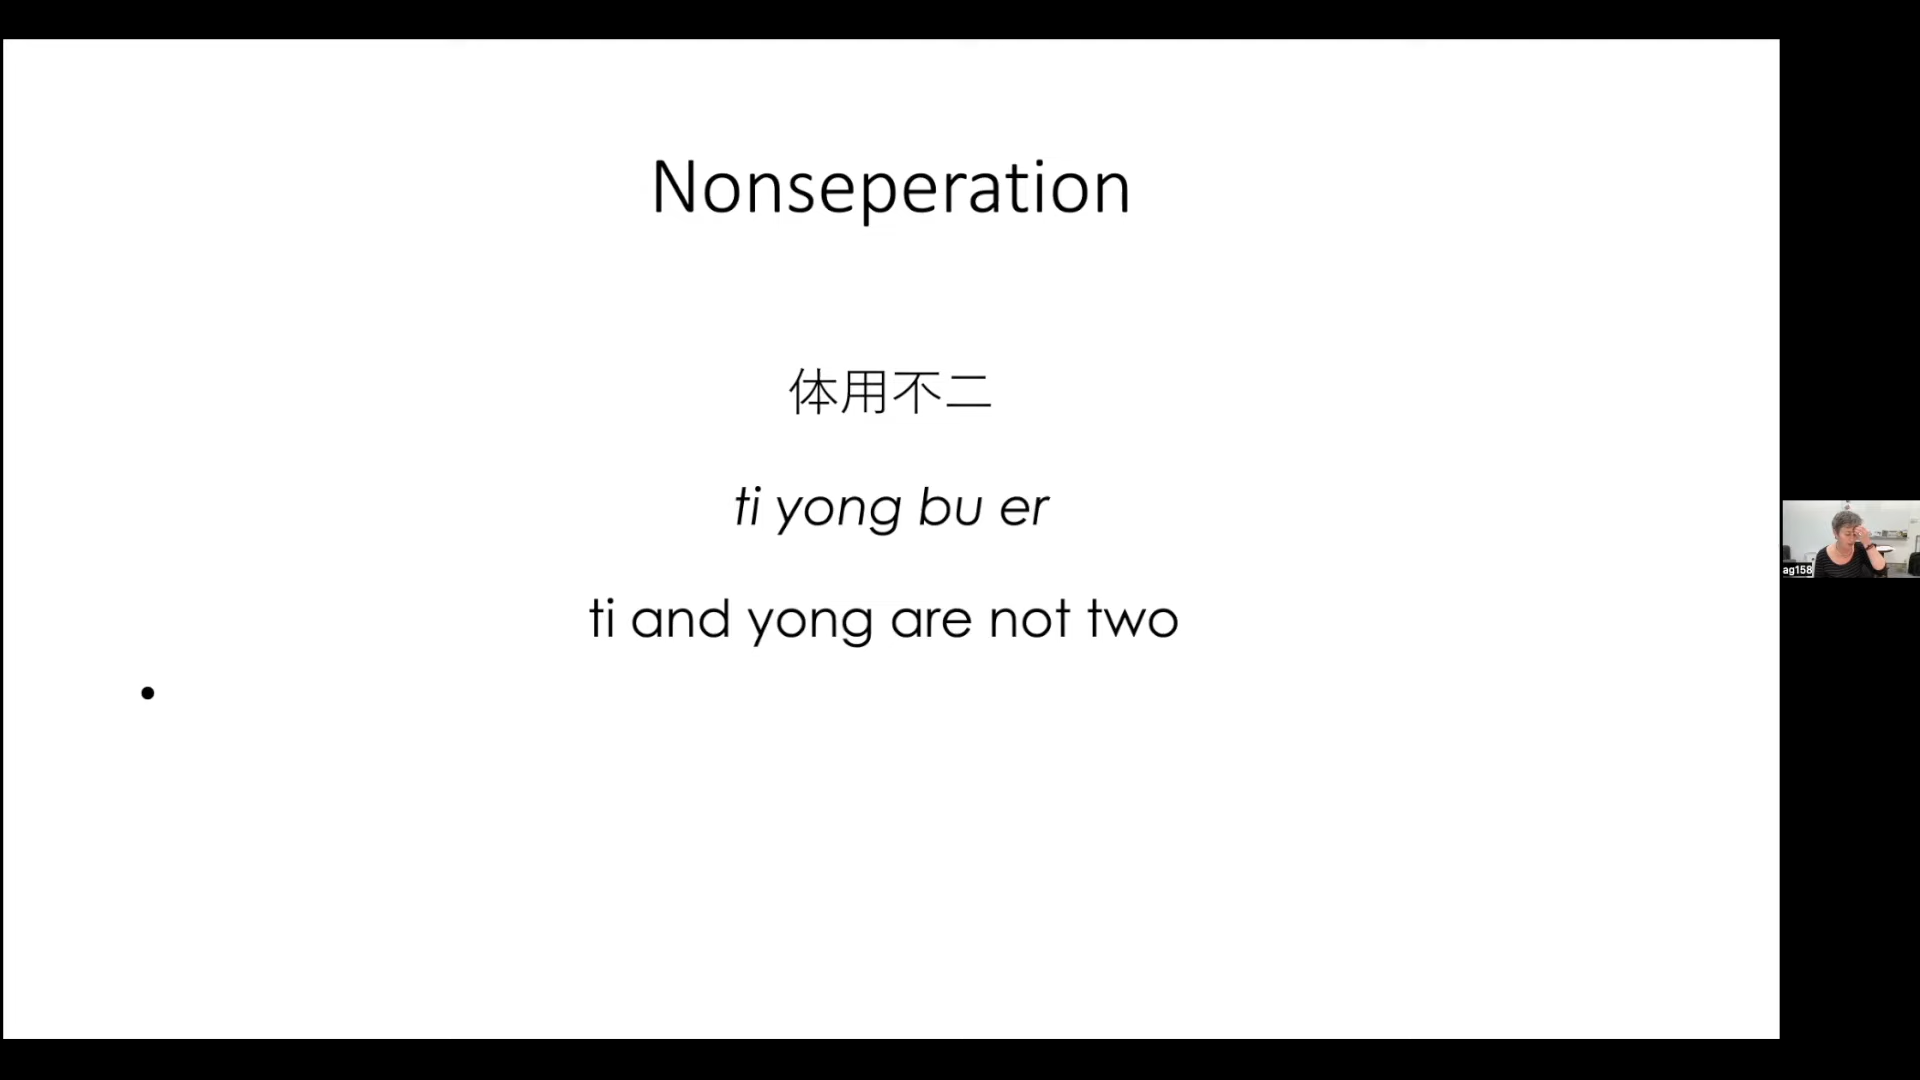 Nonseperation
体用不二
ti yong bu er
ti and yong are not two
ag158